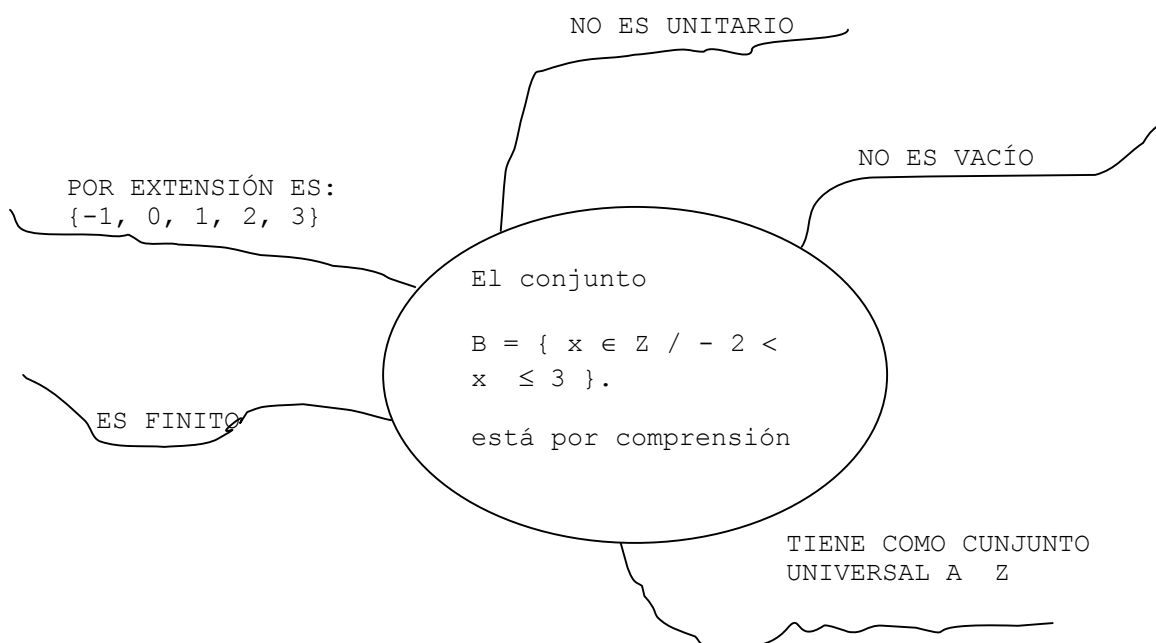 NO ES UNITARIO
NO ES VACÍO
POR EXTENSIÓN ES:
{-1, 0, 1, 2, 3}
El conjunto
B = { x ∈ Z / - 2 <
x ≤ 3 }.
está por comprensión
ES FINITO
TIENE COMO CUNJUNTO
UNIVERSAL A Z